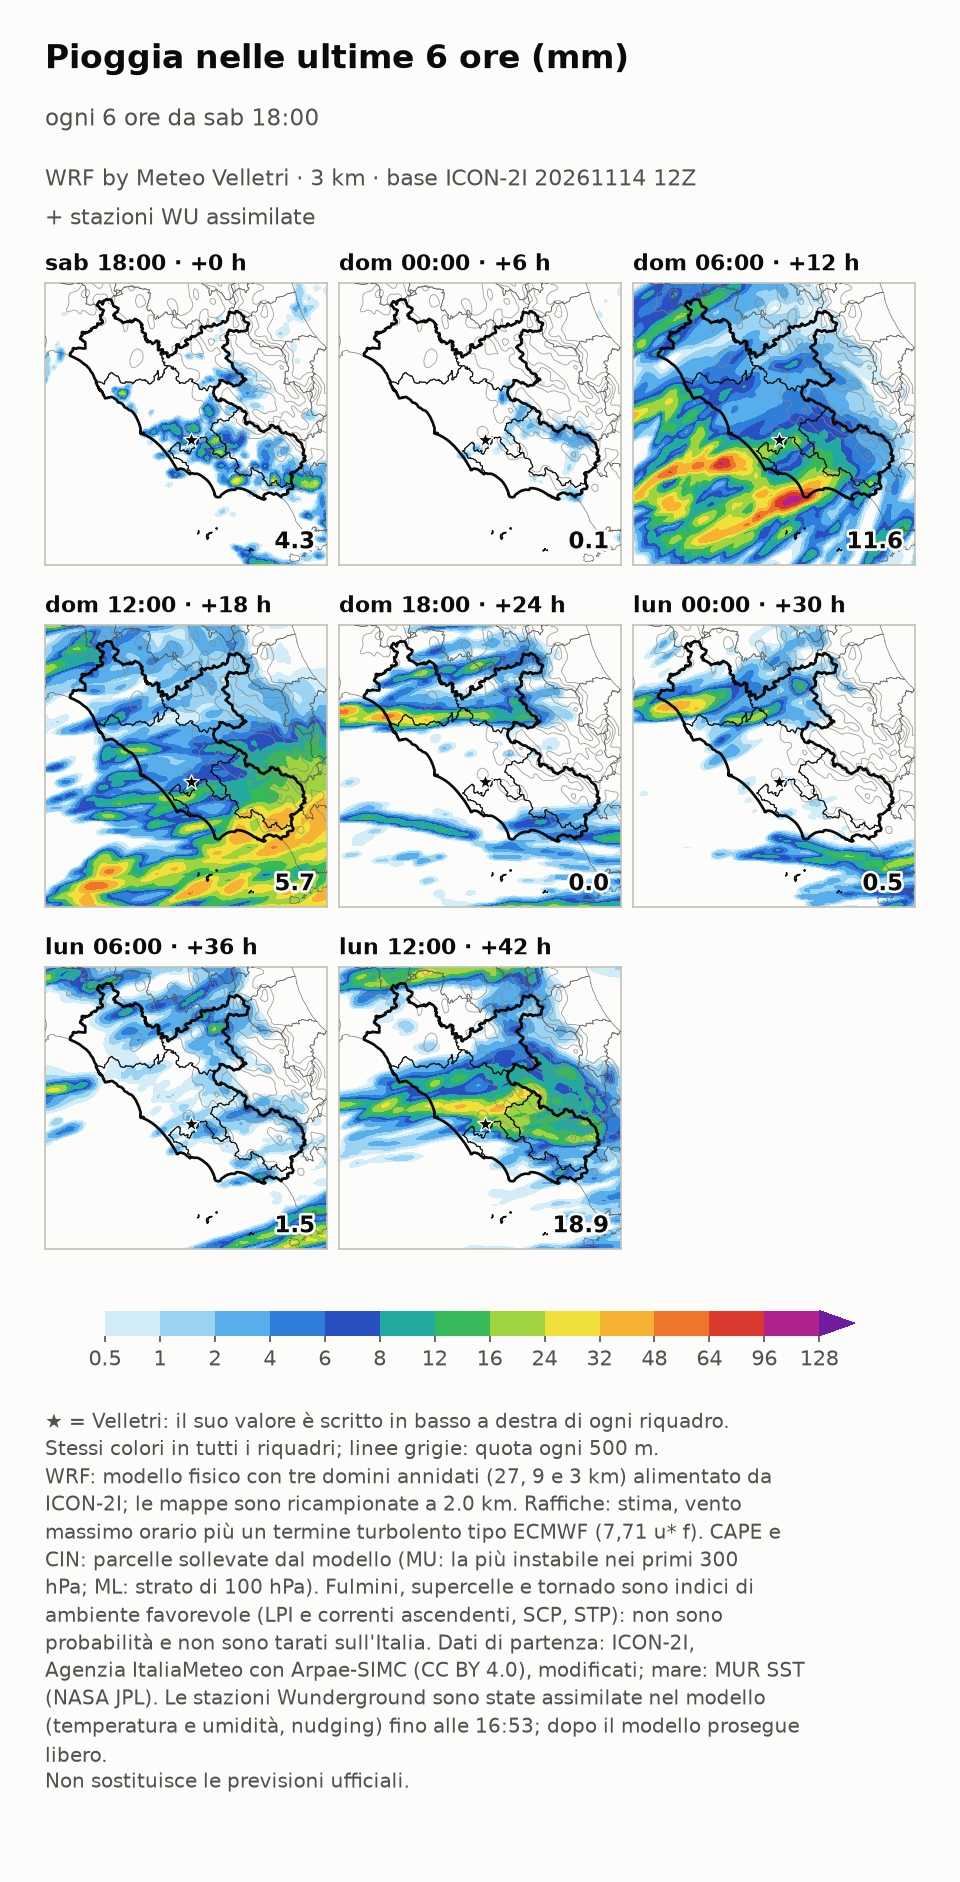 Pioggia nelle ultime 6 ore (mm)
ogni 6 ore da sab 18:00
WRF by Meteo Velletri · 3 km · base ICON-2I 20261114 12Z
+ stazioni WU assimilate
sab 18:00 · +0 h
dom 00:00 · +6 h
dom 06:00 · +12 h
4.3
0.1
11.6
dom 12:00 · +18 h
dom 18:00 · +24 h
lun 00:00 · +30 h
5.7
0.0
0.5
lun 06:00 · +36 h
lun 12:00 · +42 h
1.5
18.9
0.5 1 2 4 6 8 12 16 24 32 48 64 96 128
★ = Velletri: il suo valore è scritto in basso a destra di ogni riquadro.
Stessi colori in tutti i riquadri; linee grigie: quota ogni 500 m.
WRF: modello fisico con tre domini annidati (27, 9 e 3 km) alimentato da
ICON-2I; le mappe sono ricampionate a 2.0 km. Raffiche: stima, vento
massimo orario più un termine turbolento tipo ECMWF (7,71 u* f). CAPE e
CIN: parcelle sollevate dal modello (MU: la più instabile nei primi 300
hPa; ML: strato di 100 hPa). Fulmini, supercelle e tornado sono indici di
ambiente favorevole (LPI e correnti ascendenti, SCP, STP): non sono
probabilità e non sono tarati sull'Italia. Dati di partenza: ICON-2I,
Agenzia ItaliaMeteo con Arpae-SIMC (CC BY 4.0), modificati; mare: MUR SST
(NASA JPL). Le stazioni Wunderground sono state assimilate nel modello
(temperatura e umidità, nudging) fino alle 16:53; dopo il modello prosegue
libero.
Non sostituisce le previsioni ufficiali.